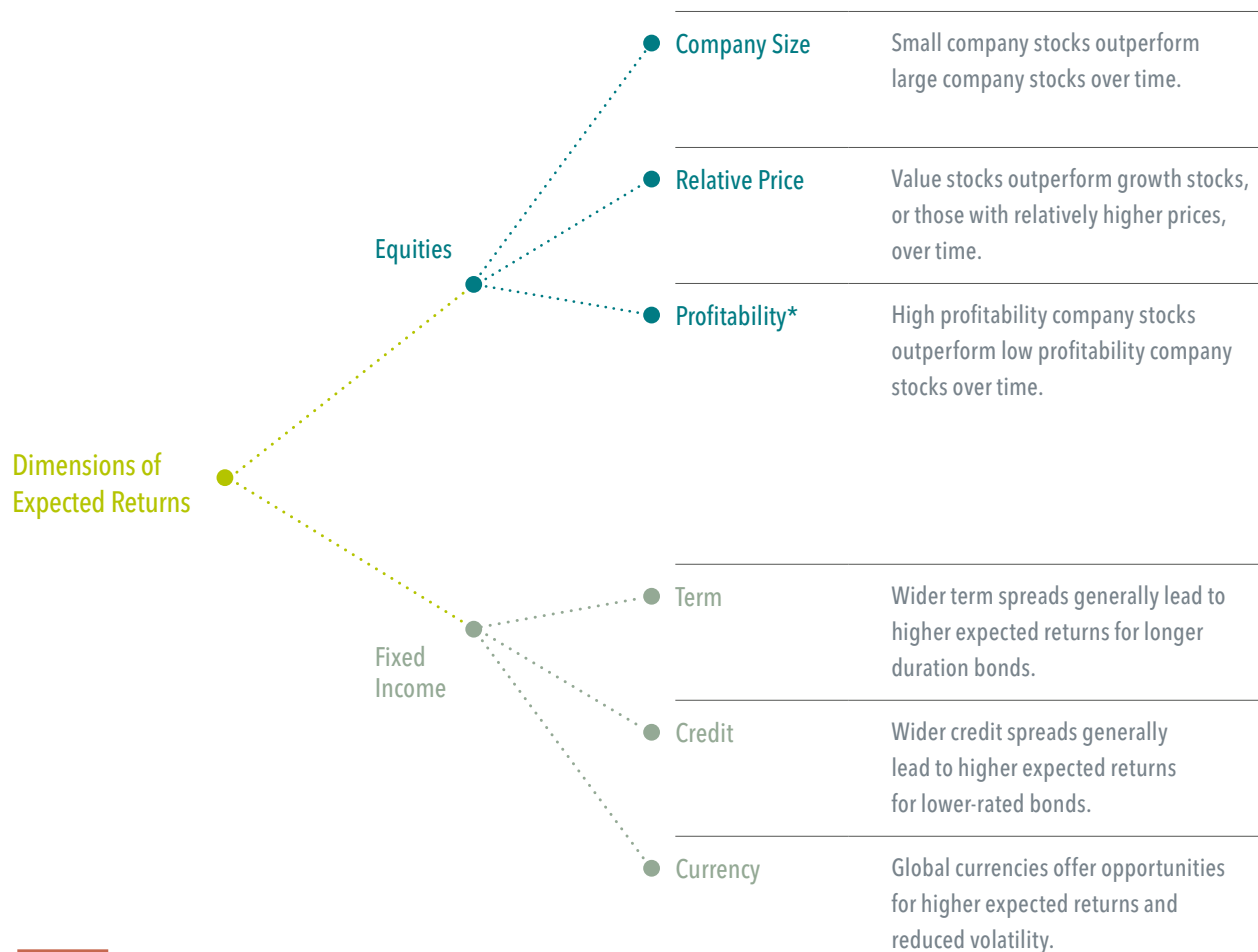 Company Size
Small company stocks outperform
large company stocks over time.
Relative Price
Value stocks outperform growth stocks,
or those with relatively higher prices,
over time.
Equities
Profitability*
High profitability company stocks
outperform low profitability company
stocks over time.
Dimensions of
Expected Returns
Term
Wider term spreads generally lead to
higher expected returns for longer
duration bonds.
Fixed
Income
Credit
Wider credit spreads generally
lead to higher expected returns
for lower-rated bonds.
Currency
Global currencies offer opportunities
for higher expected returns and
reduced volatility.